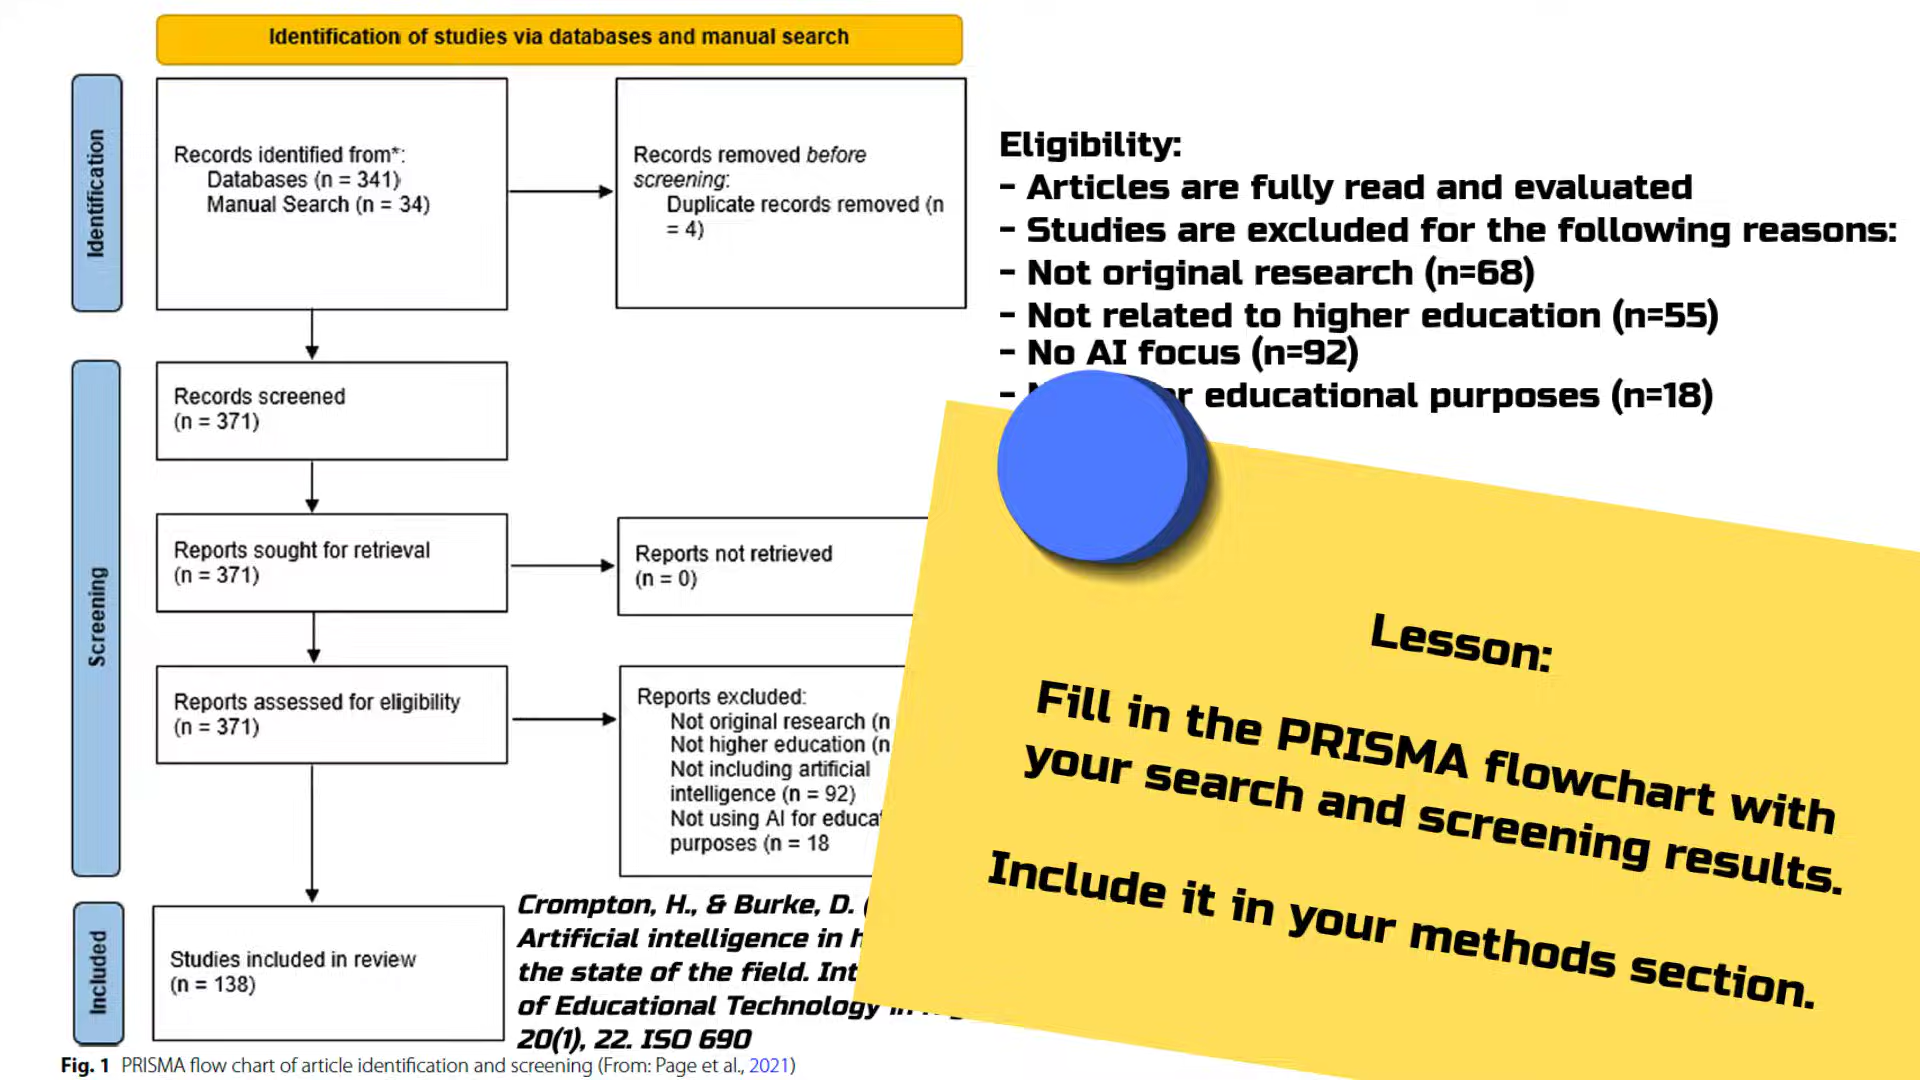 Identification of studies via databases and manual search
Identification
Records identified from*:
Databases (n = 341)
Manual Search (n = 34)
Records removed before
screening:
Duplicate records removed (n
= 4)
Screening
Records screened
(n = 371)
Reports sought for retrieval
(n = 371)
Reports not retrieved
(n = 0)
Reports assessed for eligibility
(n = 371)
Reports excluded:
Not original research (n
Not higher education (n
Not including artificial
intelligence (n = 92)
Not using AI for
purposes (n = 18
Included
Studies included in review
(n = 138)
Crompton, H., & Burke, D. (
Artificial intelligence in
the state of the field.
of Educational Technology
20(1), 22. ISO 690
Fig. 1 PRISMA flow chart of article identification and screening (From: Page et al., 2021)
Eligibility:
- Articles are fully read and evaluated
- Studies are excluded for the following reasons:
- Not original research (n=68)
- Not related to higher education (n=55)
- No AI focus (n=92)
- educational purposes (n=18)
Lesson:
Fill in the PRISMA flowchart with
your search and screening results.
Include it in your methods section.